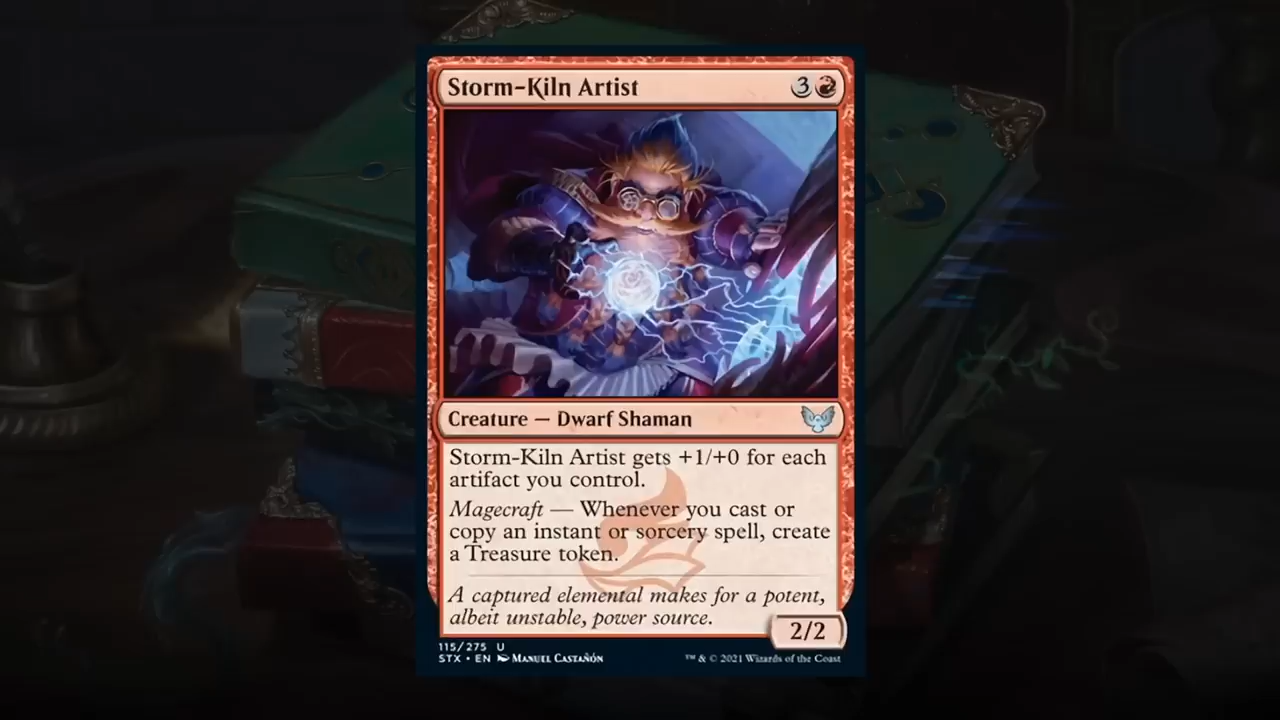 Storm-Kiln Artist 3
Creature — Dwarf Shaman
Storm-Kiln Artist gets +1/+0 for each
artifact you control.
Magecraft — Whenever you cast or
copy an instant or sorcery spell, create
a Treasure token.
A captured elemental makes for a potent,
albeit unstable, power source.
2/2
115/275 U
STX • EN Manuel Castañón
™ & © 2021 Wizards of the Coast